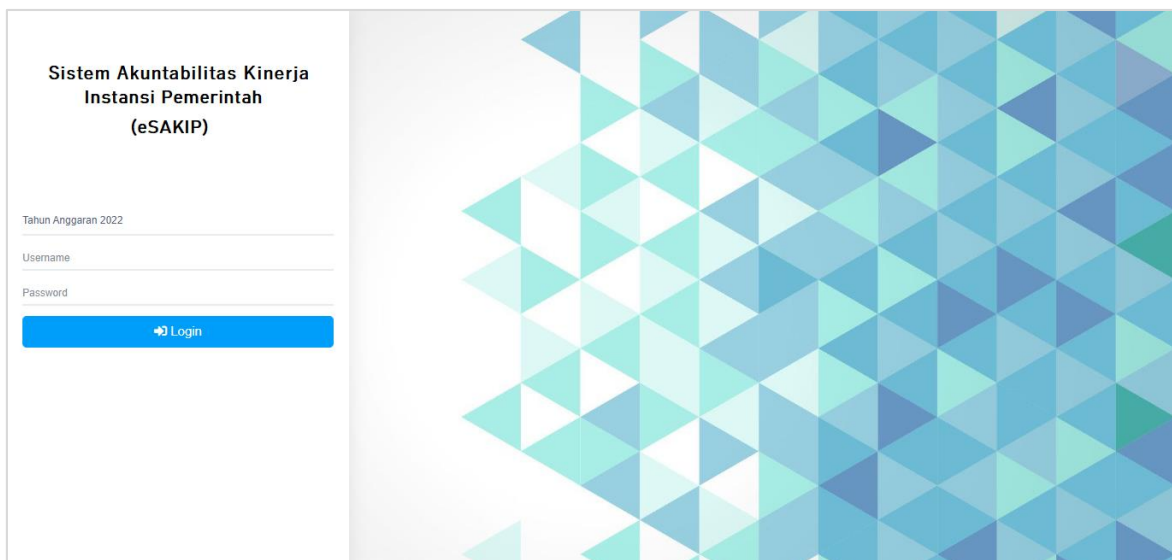 Sistem Akuntabilitas Kinerja
Instansi Pemerintah
(eSAKIP)
Tahun Anggaran 2022
Username
Password
Login